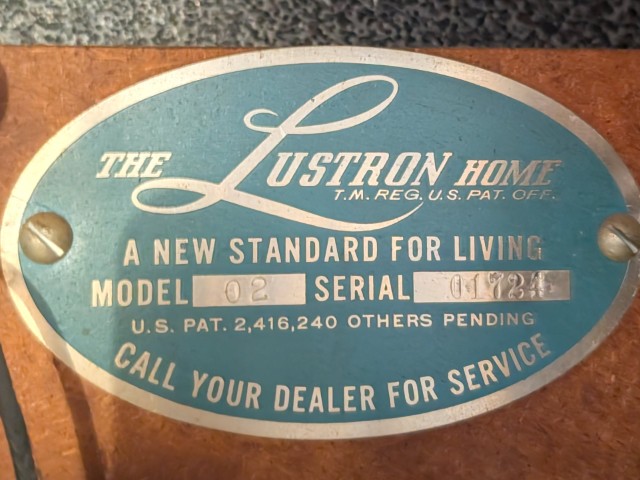 THE LUSTRON HOME
T.M. REG. U.S. PAT. OFF.
A NEW STANDARD FOR LIVING
MODEL 02 SERIAL
U.S. PAT. 2,416,240 OTHERS PENDING
CALL YOUR DEALER FOR SERVICE